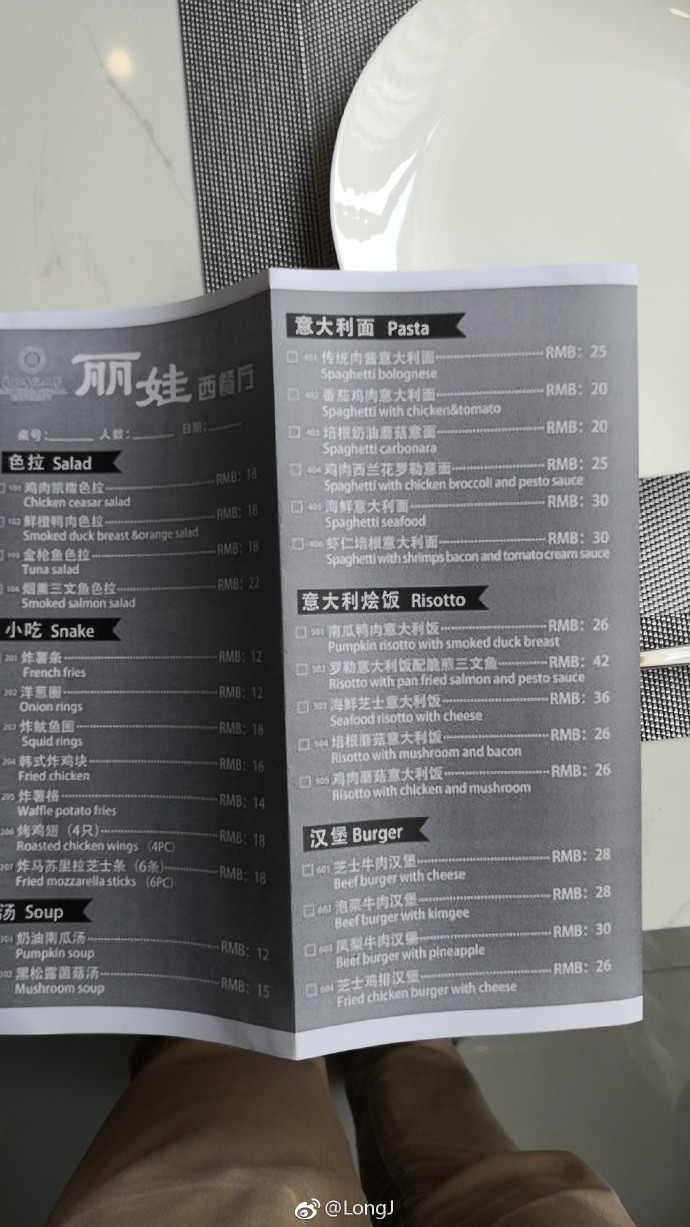 丽娃 西餐厅
桌号: 人数: 日期:
色拉 Salad
101 鸡肉凯撒色拉 RMB: 18
Chicken ceasar salad
102 鲜橙鸭肉色拉 RMB: 18
Smoked duck breast &orange salad
103 金枪鱼色拉 RMB: 18
Tuna salad
104 烟熏三文鱼色拉 RMB: 22
Smoked salmon salad
小吃 Snake
201 炸薯条 RMB: 12
French fries
202 洋葱圈 RMB: 12
Onion rings
203 炸鱿鱼圈 RMB: 18
Squid rings
204 韩式炸鸡块 RMB: 16
Fried chicken
205 炸薯格 RMB: 14
Waffle potato fries
206 烤鸡翅（4只） RMB: 18
Roasted chicken wings （4PC）
207 炸马苏里拉芝士条（6条） RMB: 18
Fried mozzarella sticks （6PC）
汤 Soup
301 奶油南瓜汤 RMB: 12
Pumpkin soup
302 黑松露菌菇汤 RMB: 15
Mushroom soup
意大利面 Pasta
401 传统肉酱意大利面 RMB: 25
Spaghetti bolognese
402 番茄鸡肉意大利面 RMB: 20
Spaghetti with chicken&tomato
403 培根奶油蘑菇意面 RMB: 20
Spaghetti carbonara
404 鸡肉西兰花罗勒意面 RMB: 25
Spaghetti with chicken broccoli and pesto sauce
405 海鲜意大利面 RMB: 30
Spaghetti seafood
406 虾仁培根意大利面 RMB: 30
Spaghetti with shrimps bacon and tomato cream sauce
意大利烩饭 Risotto
501 南瓜鸭肉意大利饭 RMB: 26
Pumpkin risotto with smoked duck breast
502 罗勒意大利饭配脆煎三文鱼 RMB: 42
Risotto with pan fried salmon and pesto sauce
503 海鲜芝士意大利饭 RMB: 36
Seafood risotto with cheese
504 培根蘑菇意大利饭 RMB: 26
Risotto with mushroom and bacon
505 鸡肉蘑菇意大利饭 RMB: 26
Risotto with chicken and mushroom
汉堡 Burger
601 芝士牛肉汉堡 RMB: 28
Beef burger with cheese
602 泡菜牛肉汉堡 RMB: 28
Beef burger with kimgee
603 凤梨牛肉汉堡 RMB: 30
Beef burger with pineapple
604 芝士鸡排汉堡 RMB: 26
Fried chicken burger with cheese
@LongJ